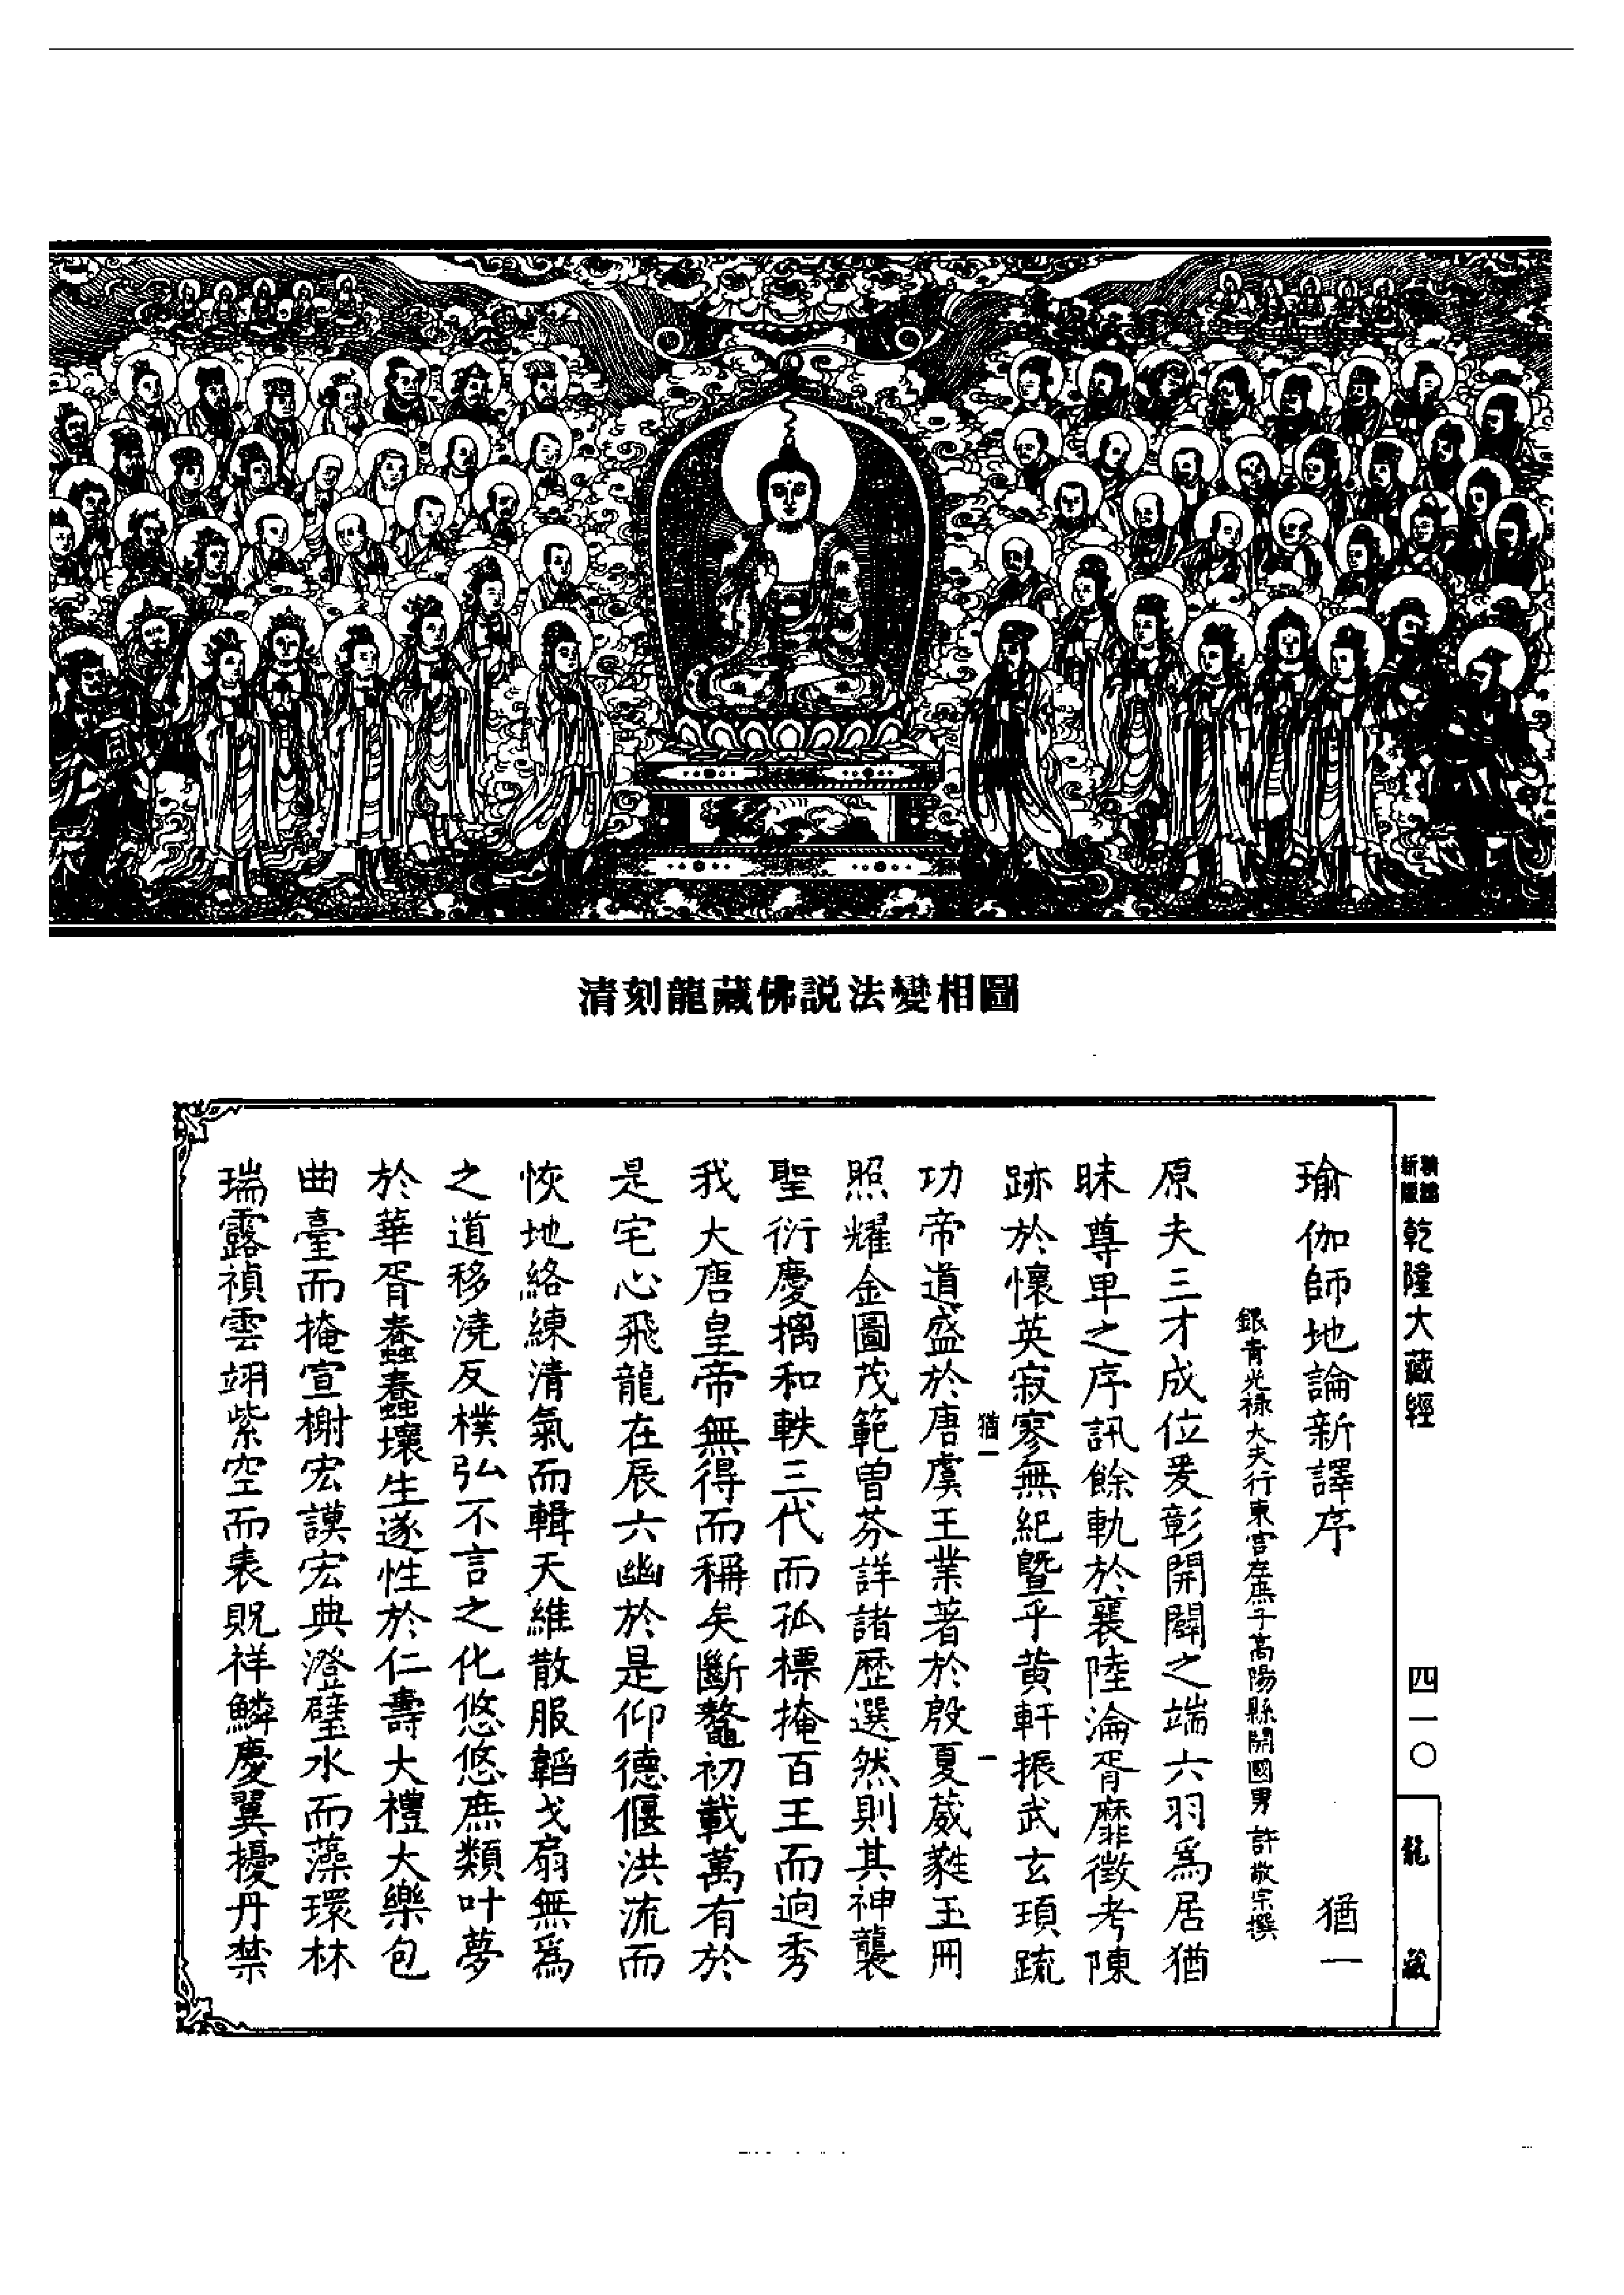 清刻龍藏佛説法變相圖
乾隆大藏經
四一〇
龍藏
瑜伽師地論新譯序
猶一
銀青光祿大夫行東宮左庶子高陽縣開國男許敬宗撰
原夫三才成位爰彰開闢之端六羽爲居猶
昧尊卑之序訊餘軌於襄陸淪胥靡徵考陳
跡於懷英寂寥無紀曁乎黄軒振武玄頊疏
猶一
一
功帝道盛於唐虞王業著於殷夏葳蕤玉冊
照耀金圖茂範曽芬詳諸歴選然則其神襲
聖衍慶摛和軼三代而孤標掩百王而逈秀
我大唐皇帝無得而稱矣斷鼇初載萬有於
是宅心飛龍在辰六幽於是仰德偃洪流而
恢地絡練清氣而輯天維散服韜戈扇無爲
之道移澆反樸弘不言之化悠悠庶類叶夢
於華胥蠢蠢壤生遂性於仁壽大禮大樂包
曲臺而掩宣榭宏謨宏典澄璧水而藻環林
瑞露禎雲翊紫空而表貺祥鱗慶翼擾丹禁